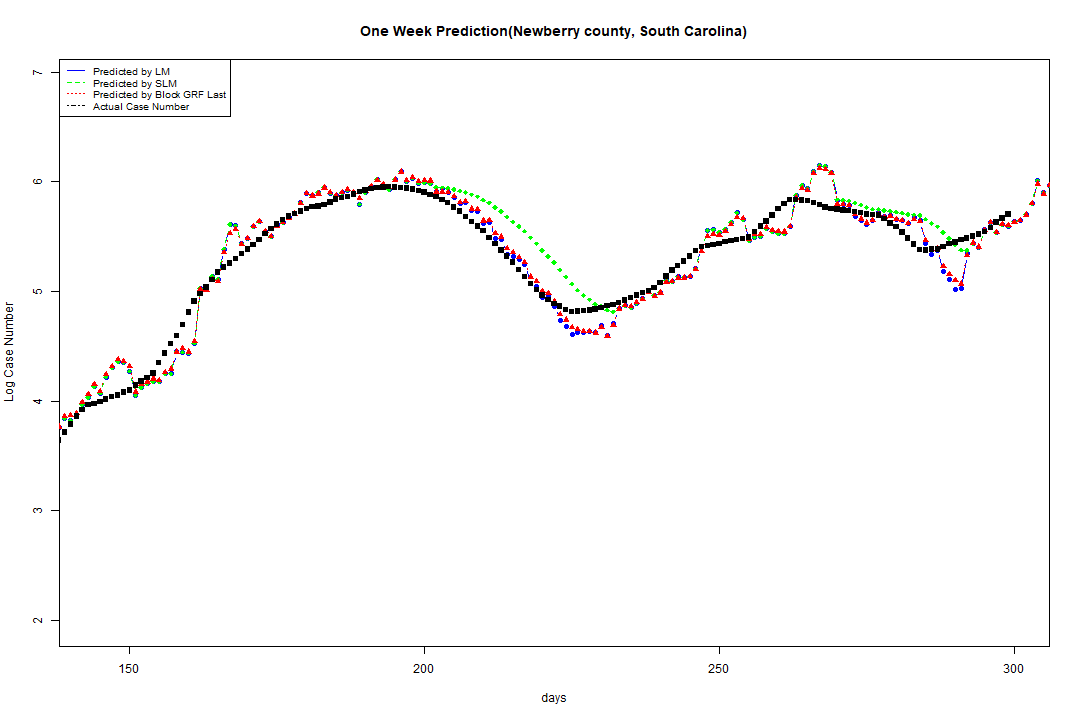 One Week Prediction(Newberry county, South Carolina)
Predicted by LM
Predicted by SLM
Predicted by Block GRF Last
Actual Case Number
7
6
5
4
3
2
Log Case Number
150
200
250
300
days